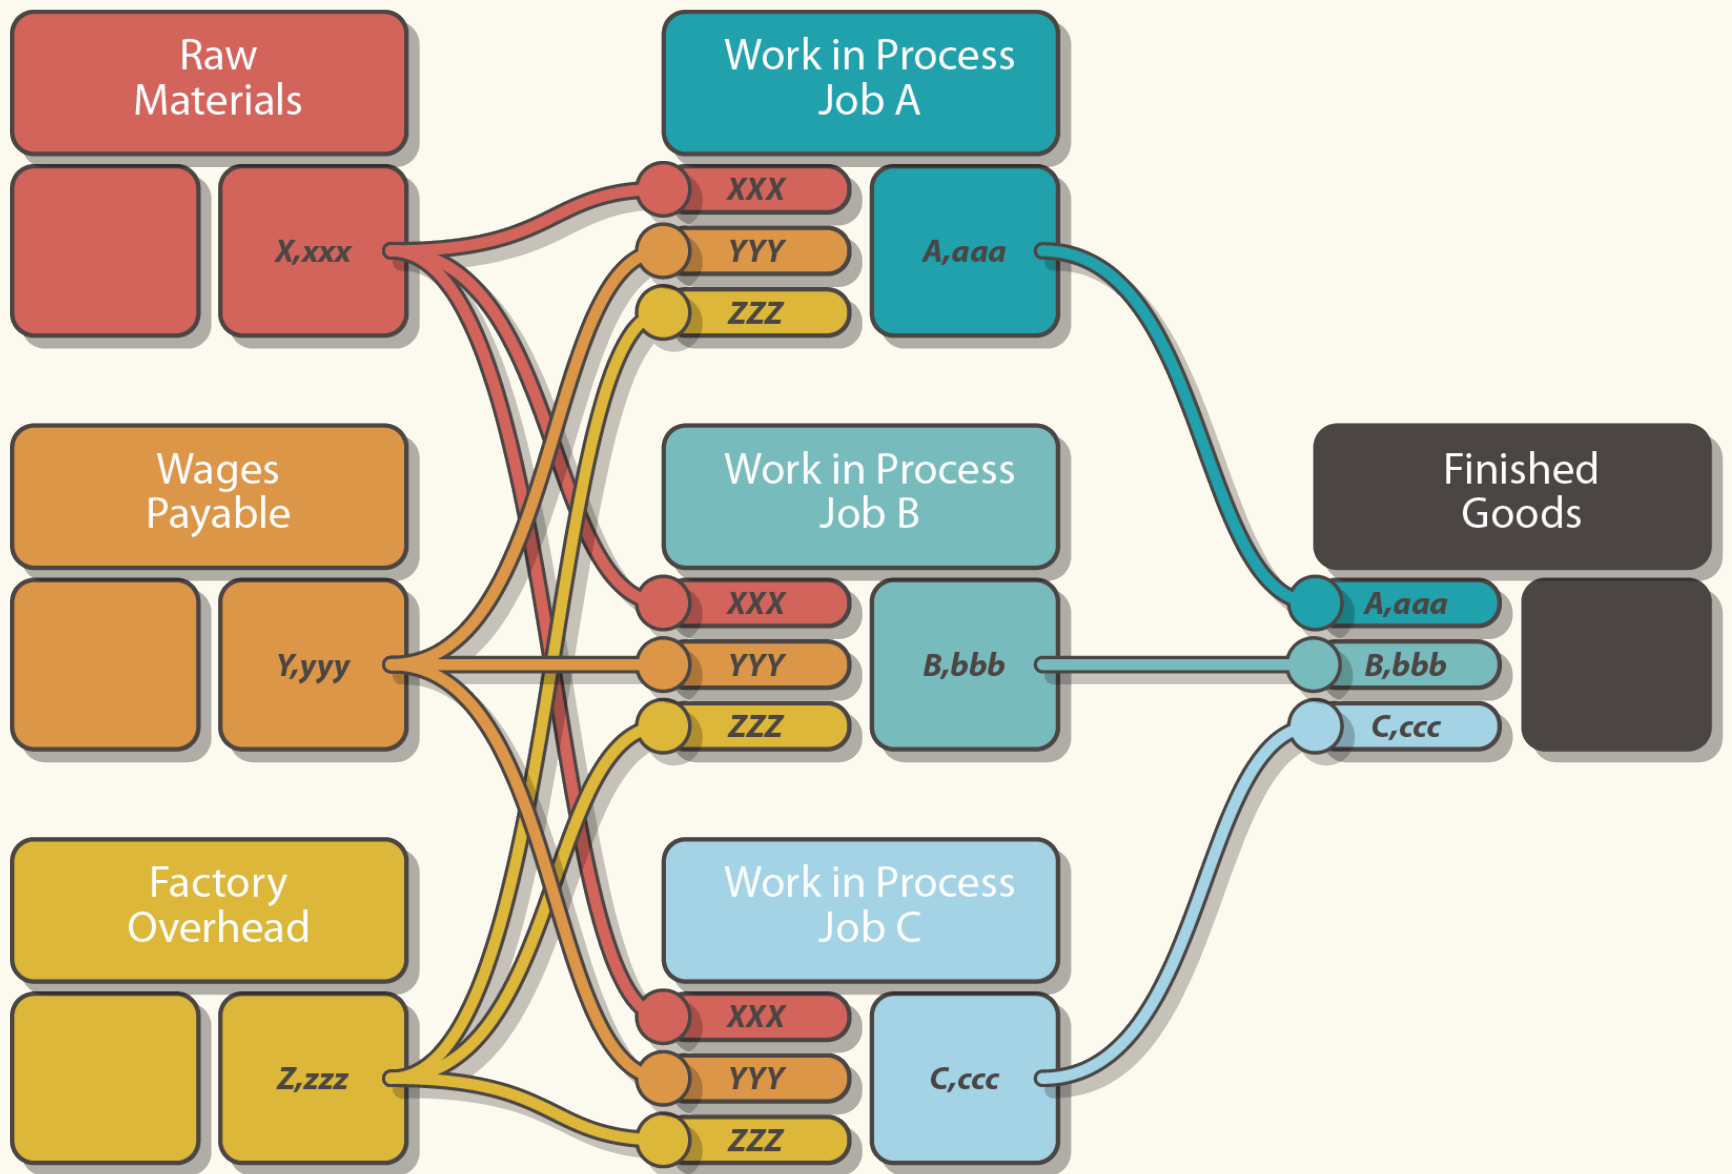 Raw
Materials
X,xxx
Work in Process
Job A
XXX
YYY
ZZZ
A,aaa
Wages
Payable
Y,yyy
Work in Process
Job B
XXX
YYY
ZZZ
B,bbb
Finished
Goods
A,aaa
B,bbb
C,ccc
Factory
Overhead
Z,zzz
Work in Process
Job C
XXX
YYY
ZZZ
C,ccc